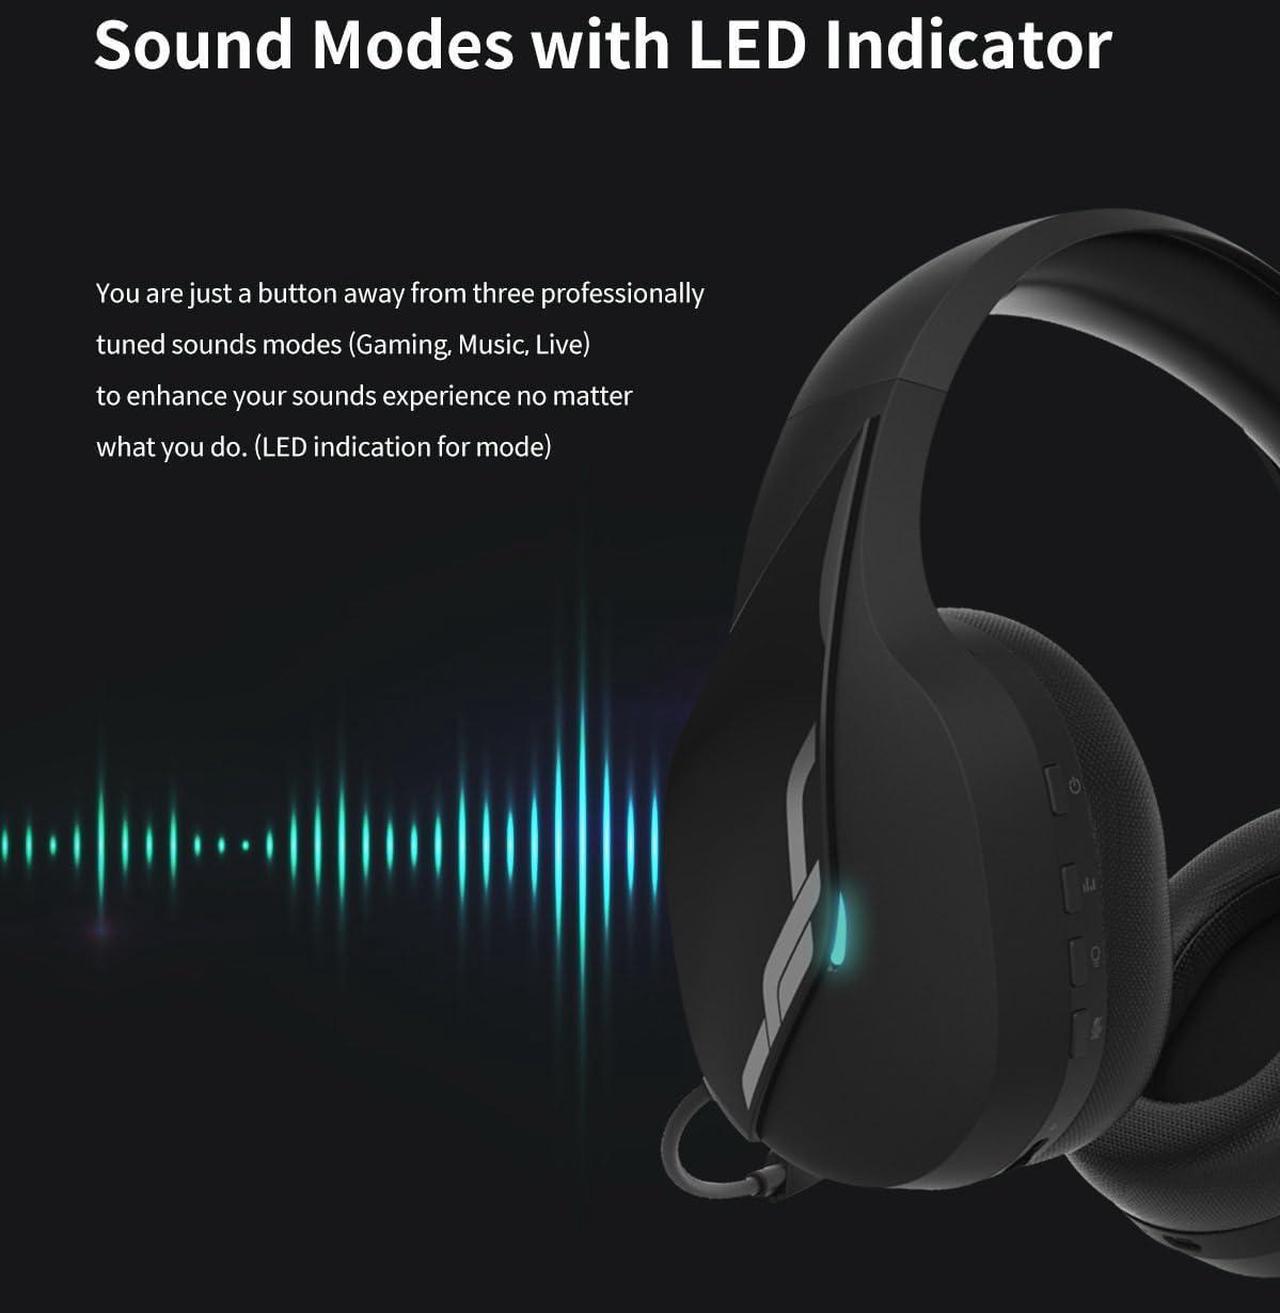 Sound Modes with LED Indicator
You are just a button away from three professionally
tuned sounds modes (Gaming, Music, Live)
to enhance your sounds experience no matter
what you do. (LED indication for mode)